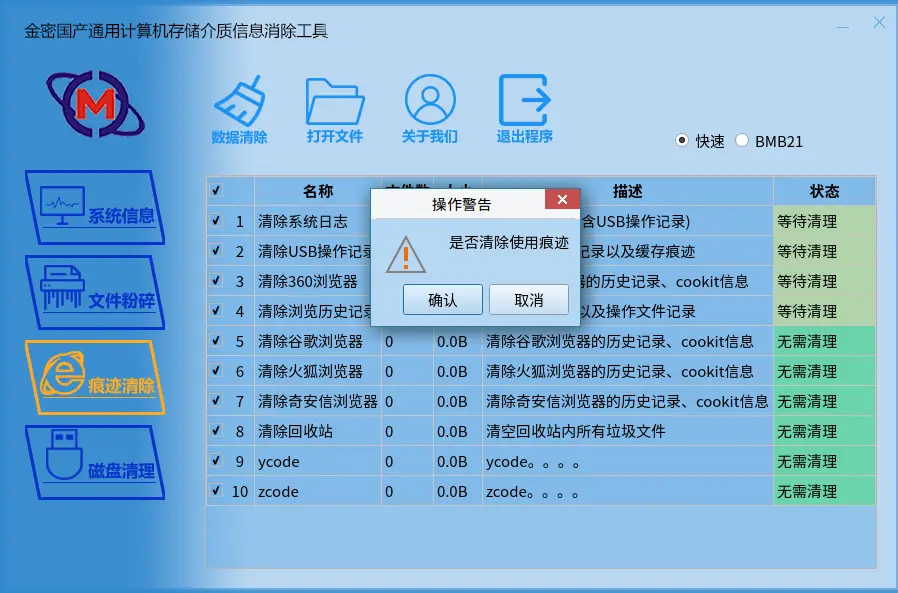 金密国产通用计算机存储介质信息消除工具
M
数据清除 打开文件 关于我们 退出程序
快速 BMB21
系统信息
文件粉碎
痕迹清除
磁盘清理
名称 描述 状态
1 清除系统日志 含USB操作记录) 等待清理
2 清除USB操作记录 记录以及缓存痕迹 等待清理
3 清除360浏览器 的历史记录、cookit信息 等待清理
4 清除浏览历史记录 以及操作文件记录 等待清理
5 清除谷歌浏览器 0 0.0B 清除谷歌浏览器的历史记录、cookit信息 无需清理
6 清除火狐浏览器 0 0.0B 清除火狐浏览器的历史记录、cookit信息 无需清理
7 清除奇安信浏览器 0 0.0B 清除奇安信浏览器的历史记录、cookit信息 无需清理
8 清除回收站 0 0.0B 清空回收站内所有垃圾文件 无需清理
9 ycode 0 0.0B ycode。。。。 无需清理
10 zcode 0 0.0B zcode。。。。 无需清理
操作警告
是否清除使用痕迹
确认 取消